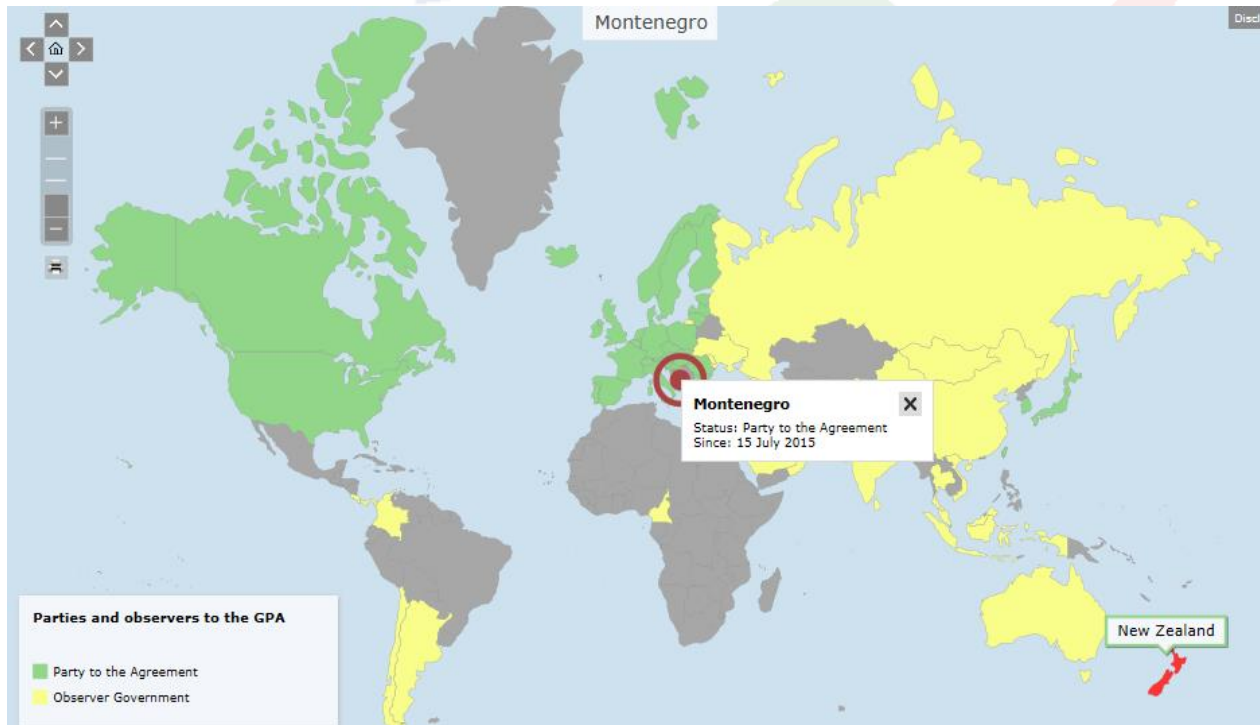 Montenegro
Discl
Montenegro
Status: Party to the Agreement
Since: 15 July 2015
New Zealand
Parties and observers to the GPA
Party to the Agreement
Observer Government